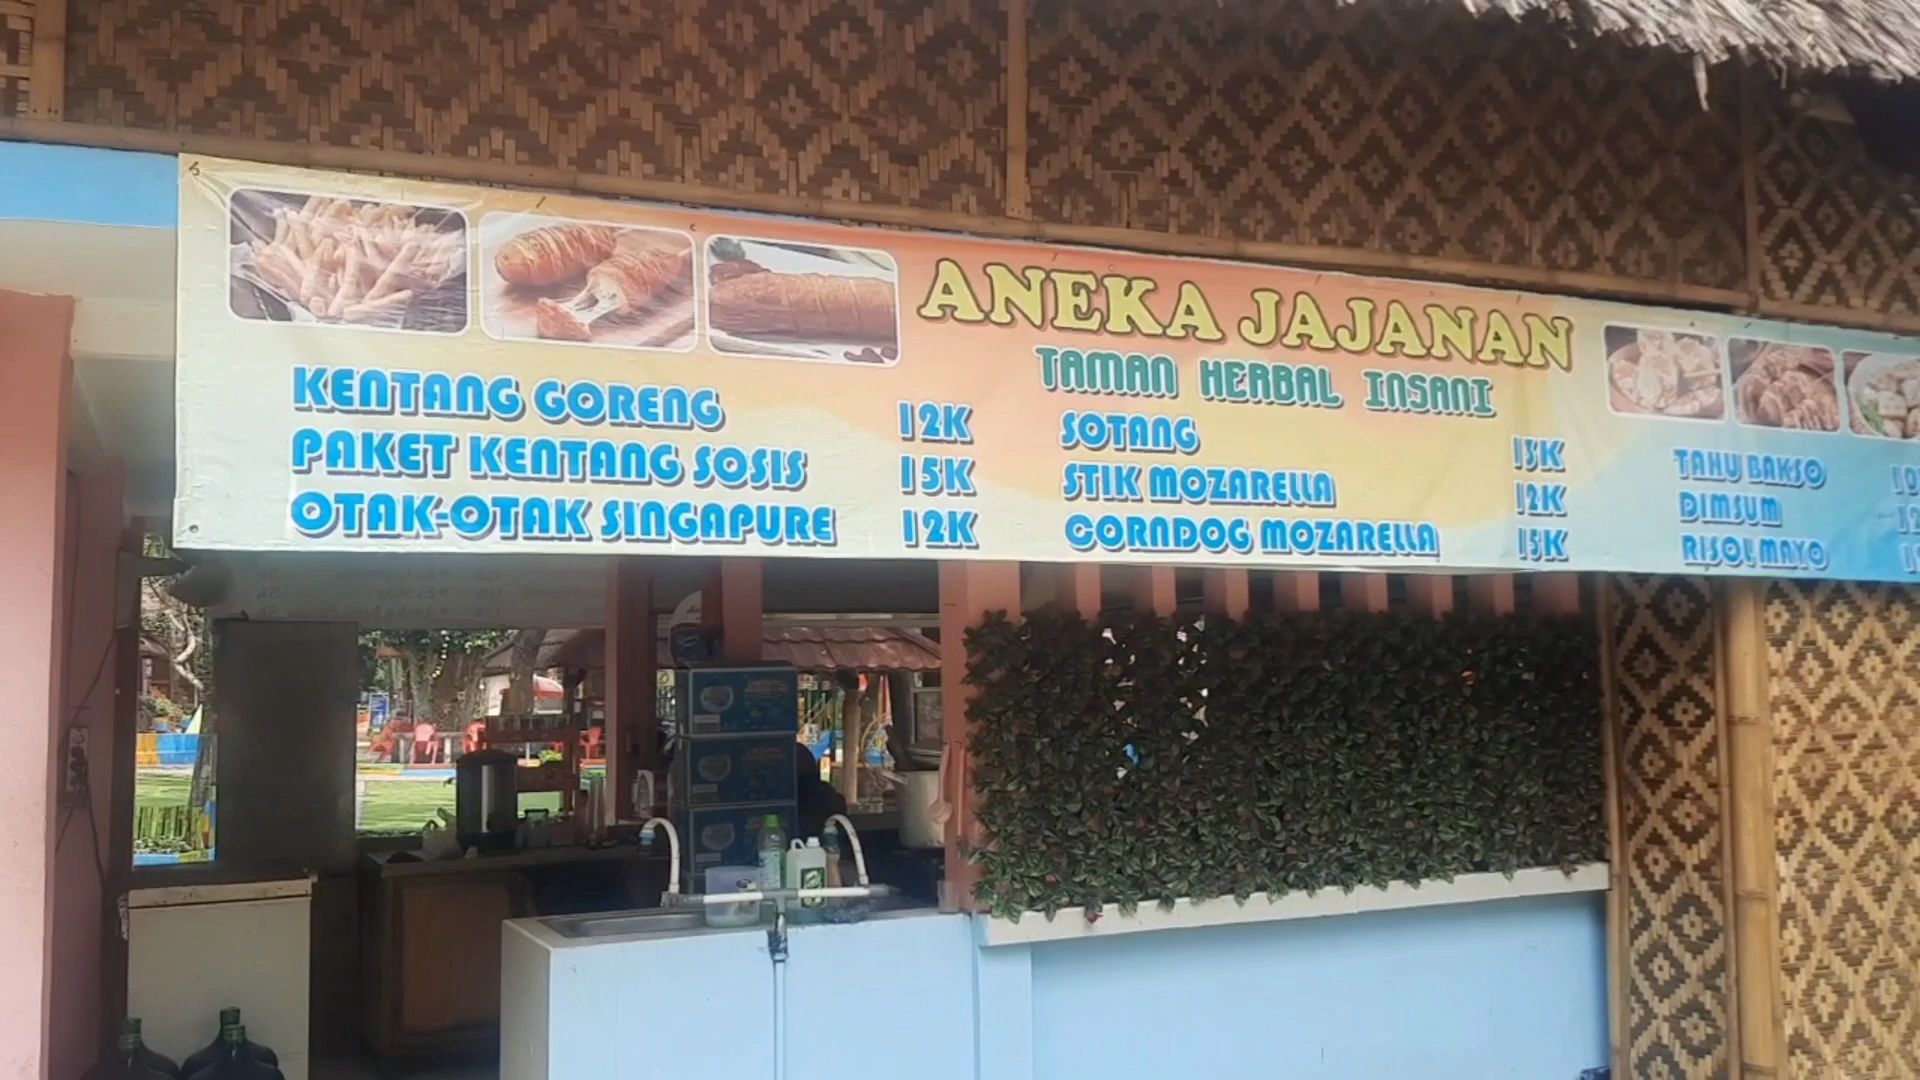 ANEKA JAJANAN
TAMAN HERBAL INSANI
KENTANG GORENG 12K
PAKET KENTANG SOSIS 15K
OTAK-OTAK SINGAPURE 12K
SOTANG 13K
STIK MOZARELLA 12K
CORNDOG MOZARELLA 15K
TAHU BAKSO
DIMSUM
RISOL MAYO